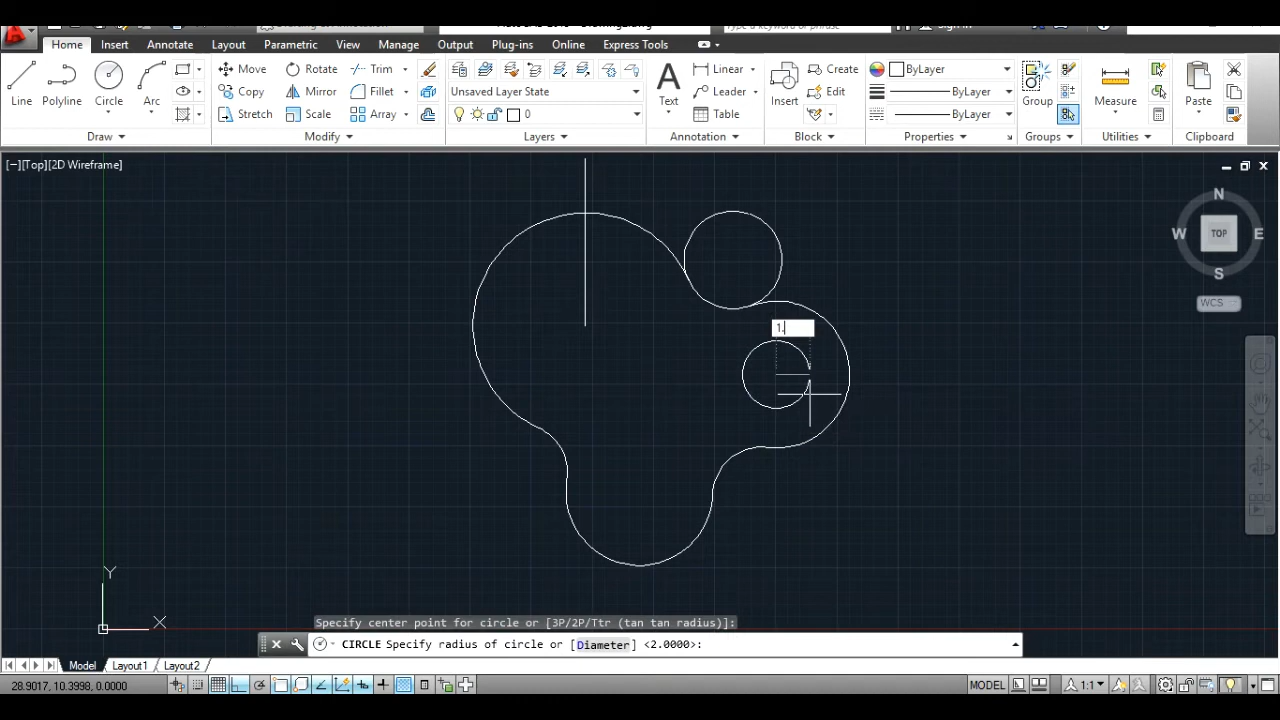 Home Insert Annotate Layout Parametric View Manage Output Plug-ins Online Express Tools
Line Polyline Circle Arc
Move Rotate Trim
Copy Mirror Fillet
Stretch Scale Array
Unsaved Layer State
0
Text Linear
Leader
Table
Insert Create
Edit
ByLayer
ByLayer
ByLayer
Group Measure Paste
Draw Modify Layers Annotation Block Properties Groups Utilities Clipboard
[−][Top][2D Wireframe]
N
W TOP E
S
WCS
1.
Y
X
Specify center point for circle or [3P/2P/Ttr (tan tan radius)]:
CIRCLE Specify radius of circle or [Diameter] <2.0000>:
Model Layout1 Layout2
28.9017, 10.3998, 0.0000 MODEL 1:1